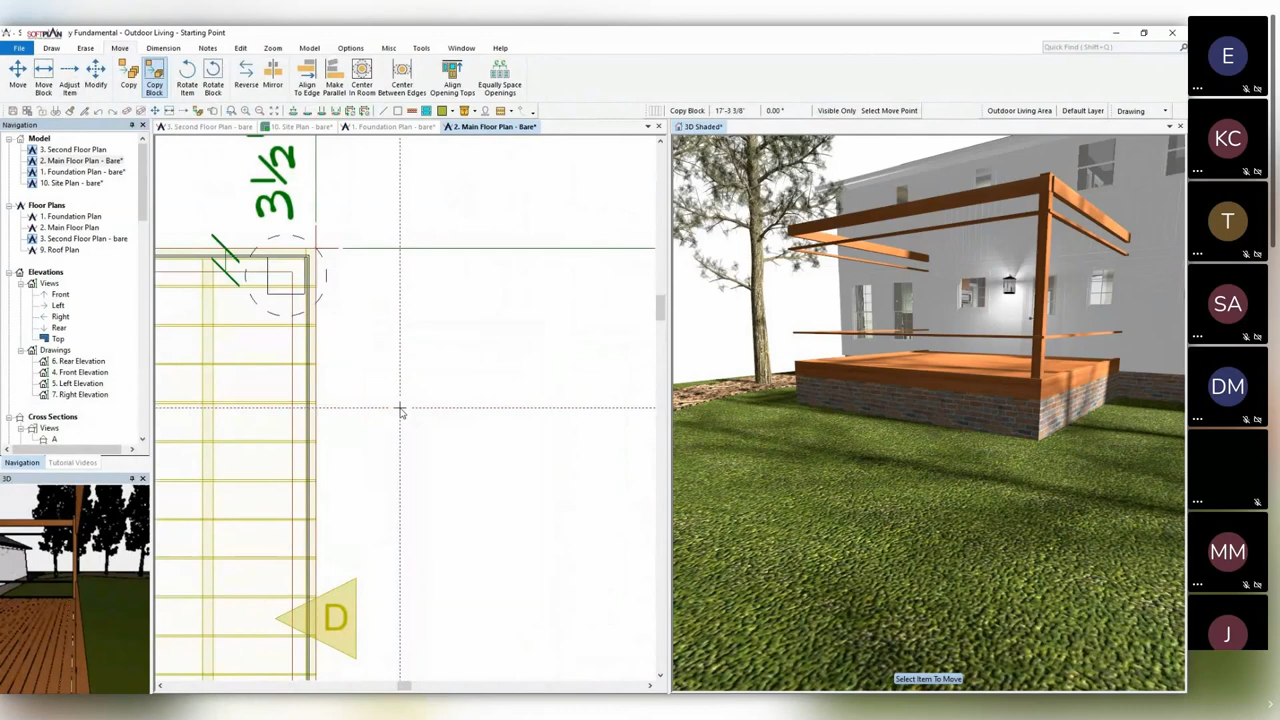 SOFTPLAN y Fundamental - Outdoor Living - Starting Point
File Draw Erase Move Dimension Notes Edit Zoom Model Options Misc Tools Window Help
Quick Find ( Shift+Q )
Move Move Block Adjust Item Modify Copy Copy Block Rotate Item Rotate Block Reverse Mirror Align To Edge Make Parallel Center In Room Center Between Edges Align Opening Tops Equally Space Openings
Copy Block 17'-3 3/8" 0.00 ° Visible Only Select Move Point Outdoor Living Area Default Layer Drawing
Navigation
3. Second Floor Plan - bare 10. Site Plan - bare* 1. Foundation Plan - bare* 2. Main Floor Plan - Bare* 3D Shaded*
Model
3. Second Floor Plan
2. Main Floor Plan - Bare*
1. Foundation Plan - bare*
10. Site Plan - bare*
Floor Plans
1. Foundation Plan
2. Main Floor Plan
3. Second Floor Plan - bare
9. Roof Plan
Elevations
Views
Front
Left
Right
Rear
Top
Drawings
6. Rear Elevation
4. Front Elevation
5. Left Elevation
7. Right Elevation
Cross Sections
Views
A
Navigation Tutorial Videos
3D
3½
D
Select Item To Move
E
KC
T
SA
DM
MM
J